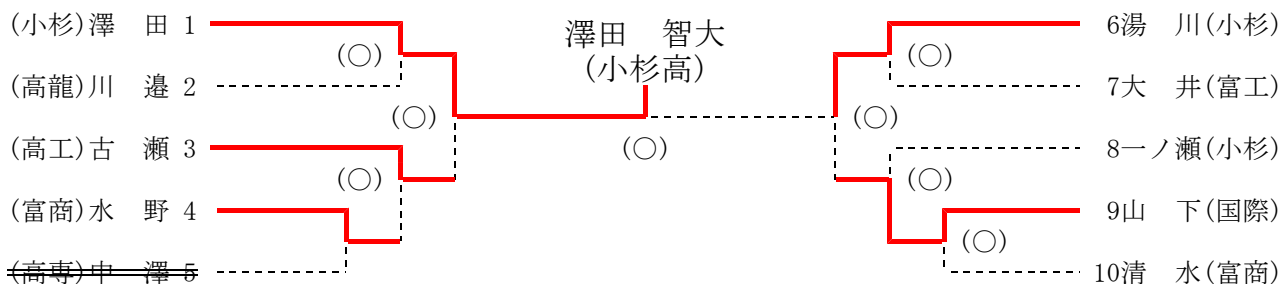 (小杉)澤　田 1
(高龍)川　邉 2
(高工)古　瀬 3
(富商)水　野 4
(高専)中　澤 5
(○)
(○)
(○)
澤田　智大
(小杉高)
(○)
(○)
(○)
(○)
(○)
6湯　川(小杉)
7大　井(富工)
8一ノ瀬(小杉)
9山　下(国際)
10清　水(富商)